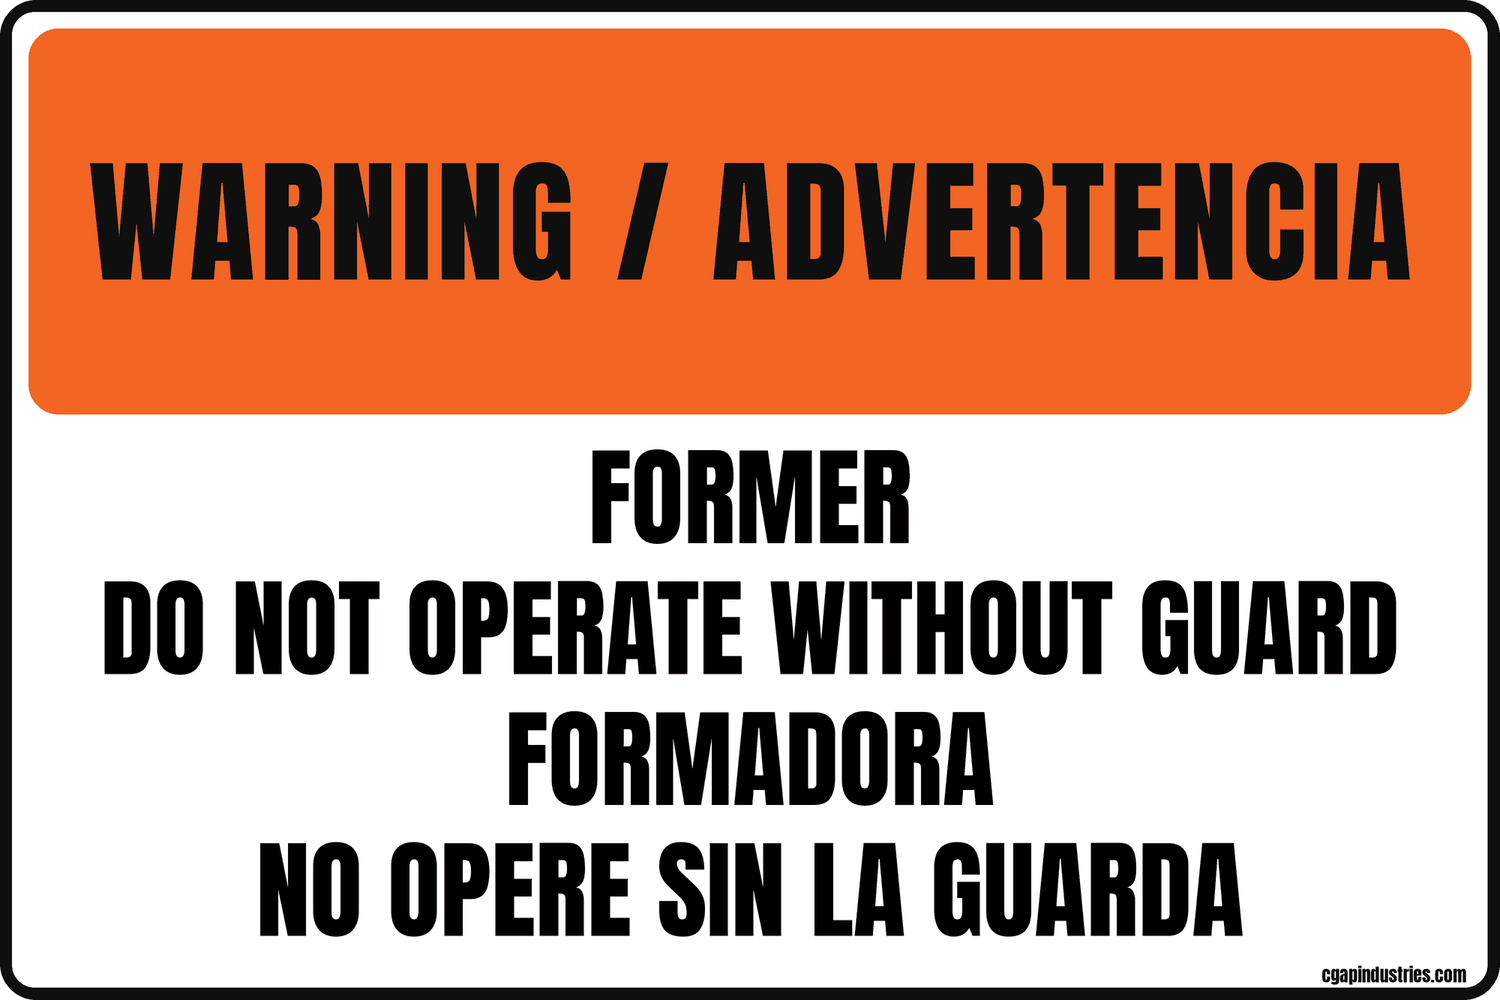 WARNING / ADVERTENCIA
FORMER
DO NOT OPERATE WITHOUT GUARD
FORMADORA
NO OPERE SIN LA GUARDA
cgapindustries.com